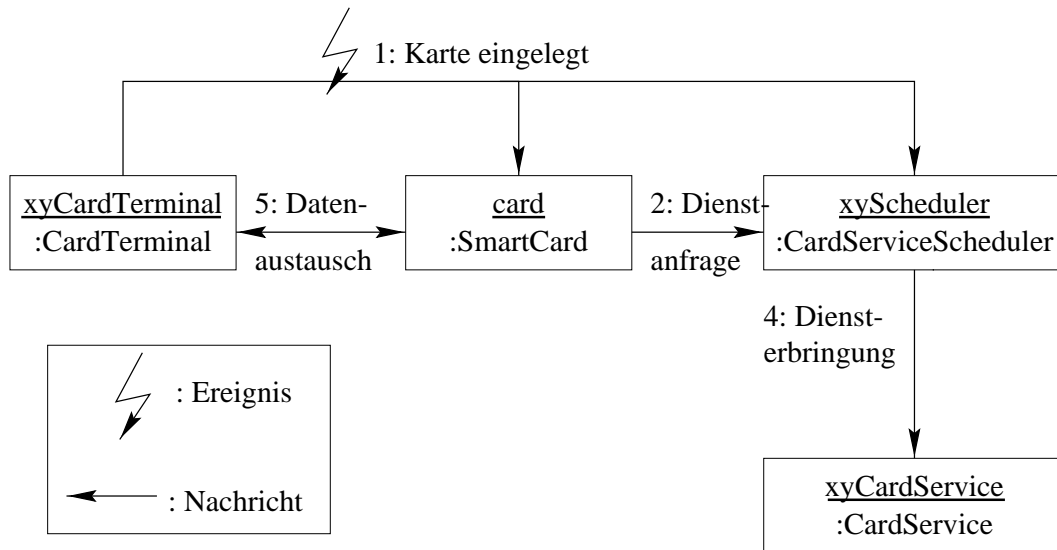 1: Karte eingelegt
xyCardTerminal
:CardTerminal
5: Daten-
austausch
card
:SmartCard
2: Dienst-
anfrage
xyScheduler
:CardServiceScheduler
4: Dienst-
erbringung
: Ereignis
: Nachricht
xyCardService
:CardService